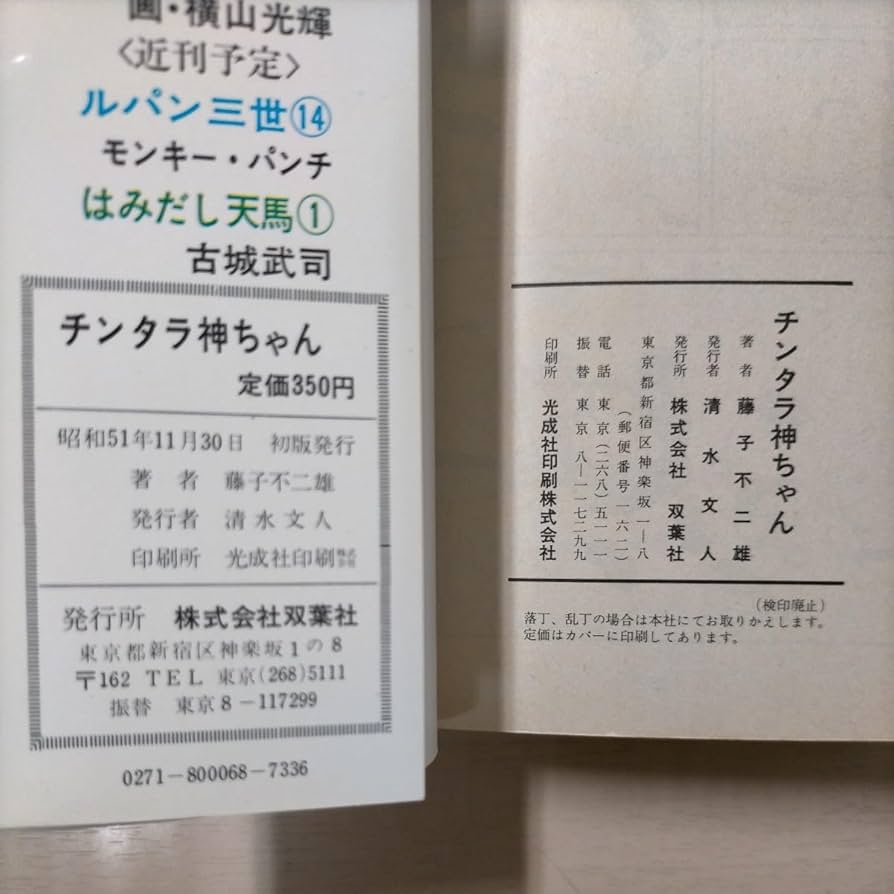 画・横山光輝
〈近刊予定〉
ルパン三世⑭
モンキー・パンチ
はみだし天馬①
古城武司
チンタラ神ちゃん
定価350円
昭和51年11月30日 初版発行
著 者 藤子不二雄
発行者 清水文人
印刷所 光成社印刷株式会社
発行所 株式会社双葉社
東京都新宿区神楽坂1の8
〒162 TEL 東京(268)5111
振替 東京8-117299
0271-800068-7336
チンタラ神ちゃん
著 者 藤子不二雄
発行者 清水文人
発行所 株式会社 双葉社
東京都新宿区神楽坂一―八
(郵便番号一六二)
電話 東京(二六八)五一一一
振替 東京 八―一一七二九九
印刷所 光成社印刷株式会社
(検印廃止)
落丁、乱丁の場合は本社にてお取りかえします。
定価はカバーに印刷してあります。